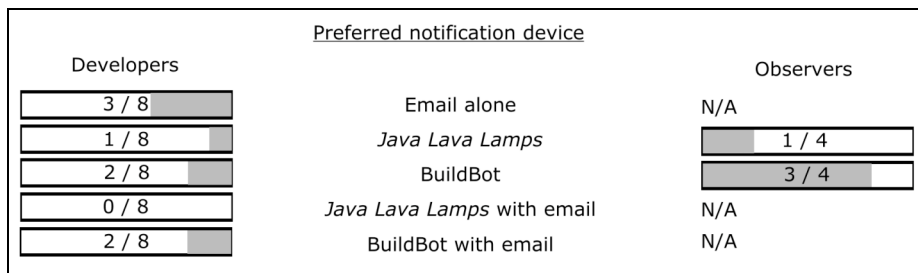 Preferred notification device
Developers Observers
3 / 8 Email alone N/A
1 / 8 Java Lava Lamps 1 / 4
2 / 8 BuildBot 3 / 4
0 / 8 Java Lava Lamps with email N/A
2 / 8 BuildBot with email N/A